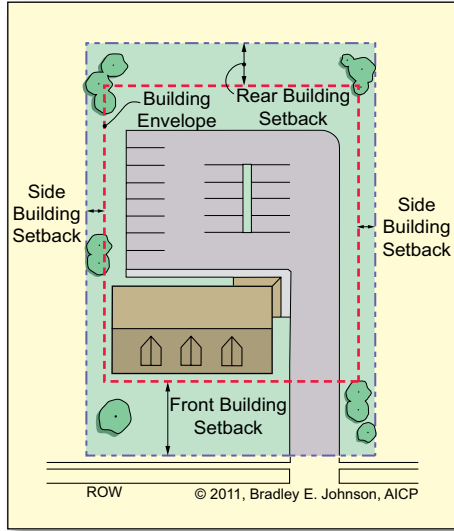 Building
Envelope
Rear Building
Setback
Side
Building
Setback
Side
Building
Setback
Front Building
Setback
ROW
© 2011, Bradley E. Johnson, AICP